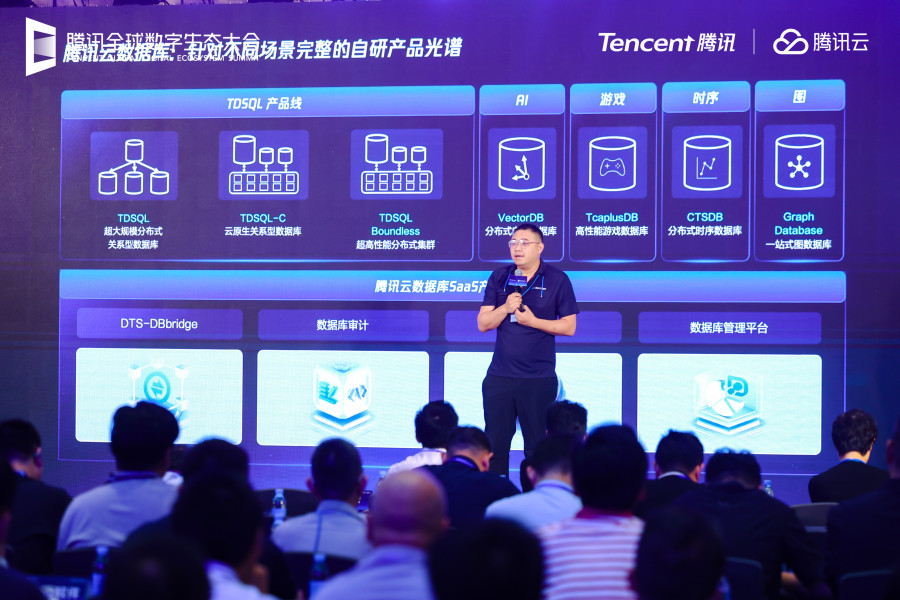 腾讯全球数字生态大会
腾讯云数据库：针对不同场景完整的自研产品光谱
Tencent 腾讯
腾讯云
TDSQL 产品线
AI
游戏
时序
图
TDSQL
超大规模分布式
关系型数据库
TDSQL-C
云原生关系型数据库
TDSQL
Boundless
超高性能分布式集群
VectorDB
分布式
数据库
TcaplusDB
高性能游戏数据库
CTSDB
分布式时序数据库
Graph
Database
一站式图数据库
腾讯云数据库SaaS产
DTS-DBbridge
数据库审计
数据库管理平台